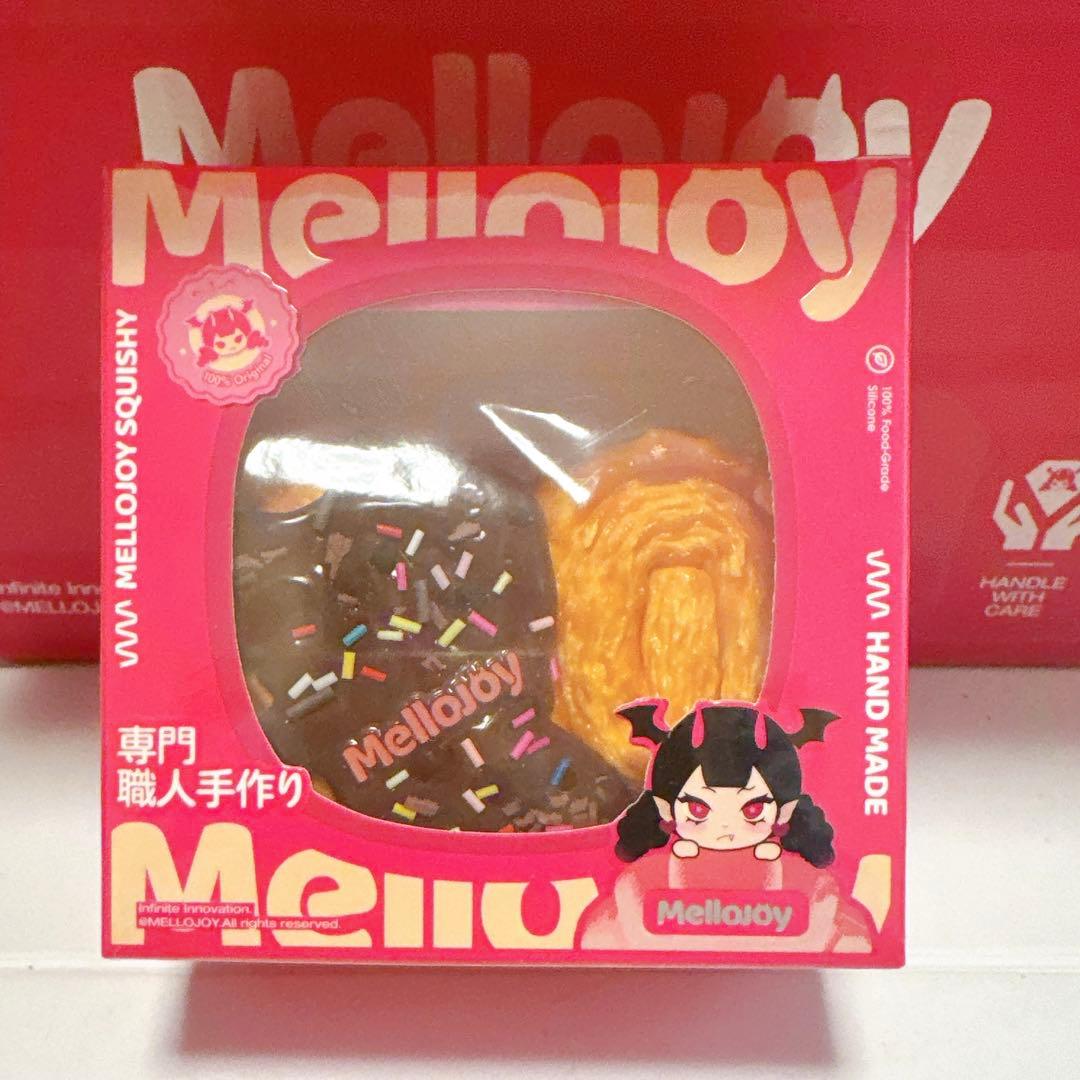 Mellojoy
Mellojoy
100% Original
MELLOJOY SQUISHY
100% Food-Grade
Silicone
HAND MADE
Mellojoy
専門
職人手作り
Infinite Innovation.
@MELLOJOY.All rights reserved.
Mellojoy
HANDLE
WITH
CARE